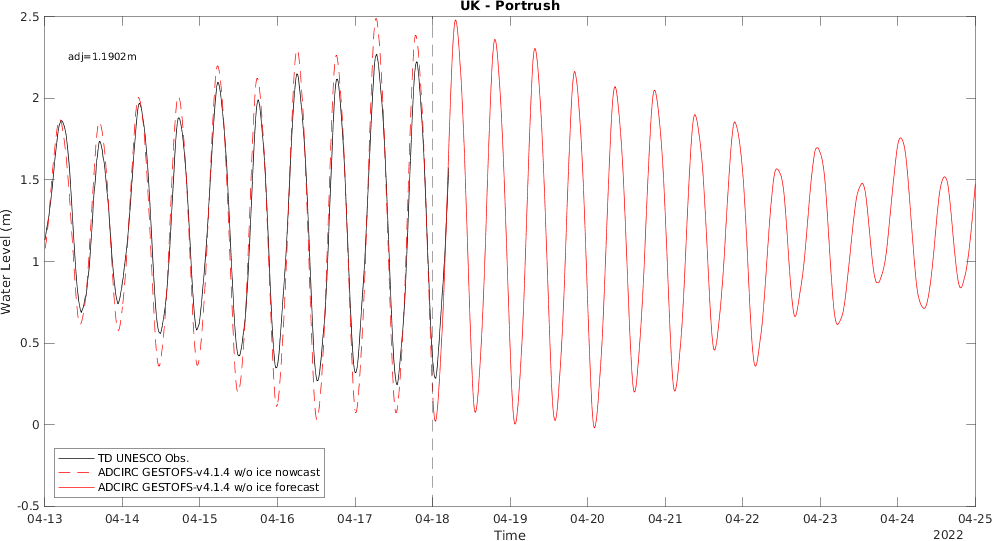 UK - Portrush
adj=1.1902m
2.5
2
1.5
1
0.5
0
-0.5
Water Level (m)
TD UNESCO Obs.
ADCIRC GESTOFS-v4.1.4 w/o ice nowcast
ADCIRC GESTOFS-v4.1.4 w/o ice forecast
04-13 04-14 04-15 04-16 04-17 04-18 04-19 04-20 04-21 04-22 04-23 04-24 04-25
Time
2022